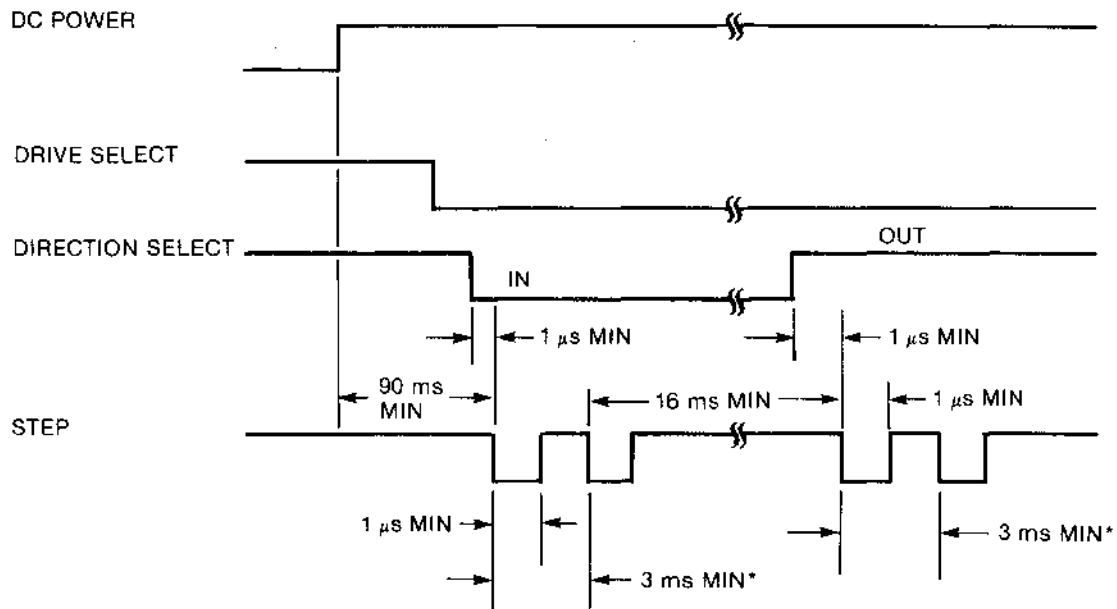 DC POWER
DRIVE SELECT
DIRECTION SELECT
OUT
IN
1 μs MIN
1 μs MIN
90 ms
MIN
16 ms MIN
1 μs MIN
STEP
1 μs MIN
3 ms MIN*
3 ms MIN*